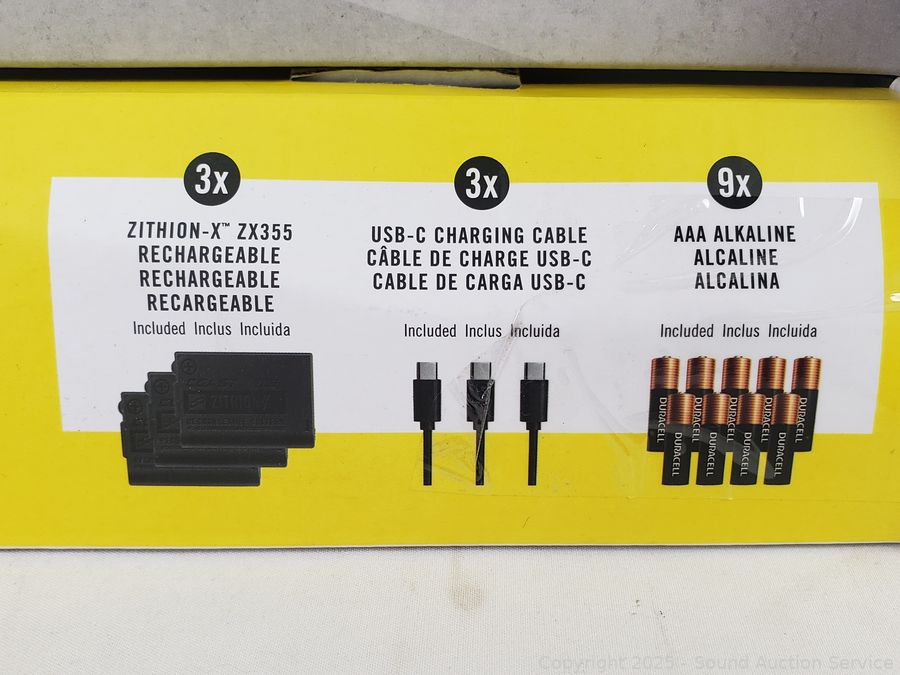 3x
ZITHION-X™ ZX355
RECHARGEABLE
RECHARGEABLE
RECARGEABLE
Included Inclus Incluida
ZITHION-X
3x
USB-C CHARGING CABLE
CÂBLE DE CHARGE USB-C
CABLE DE CARGA USB-C
Included Inclus Incluida
9x
AAA ALKALINE
ALCALINE
ALCALINA
Included Inclus Incluida
DURACELL
DURACELL
DURACELL
DURACELL
DURACELL
DURACELL
Copyright 2025 - Sound Auction Service